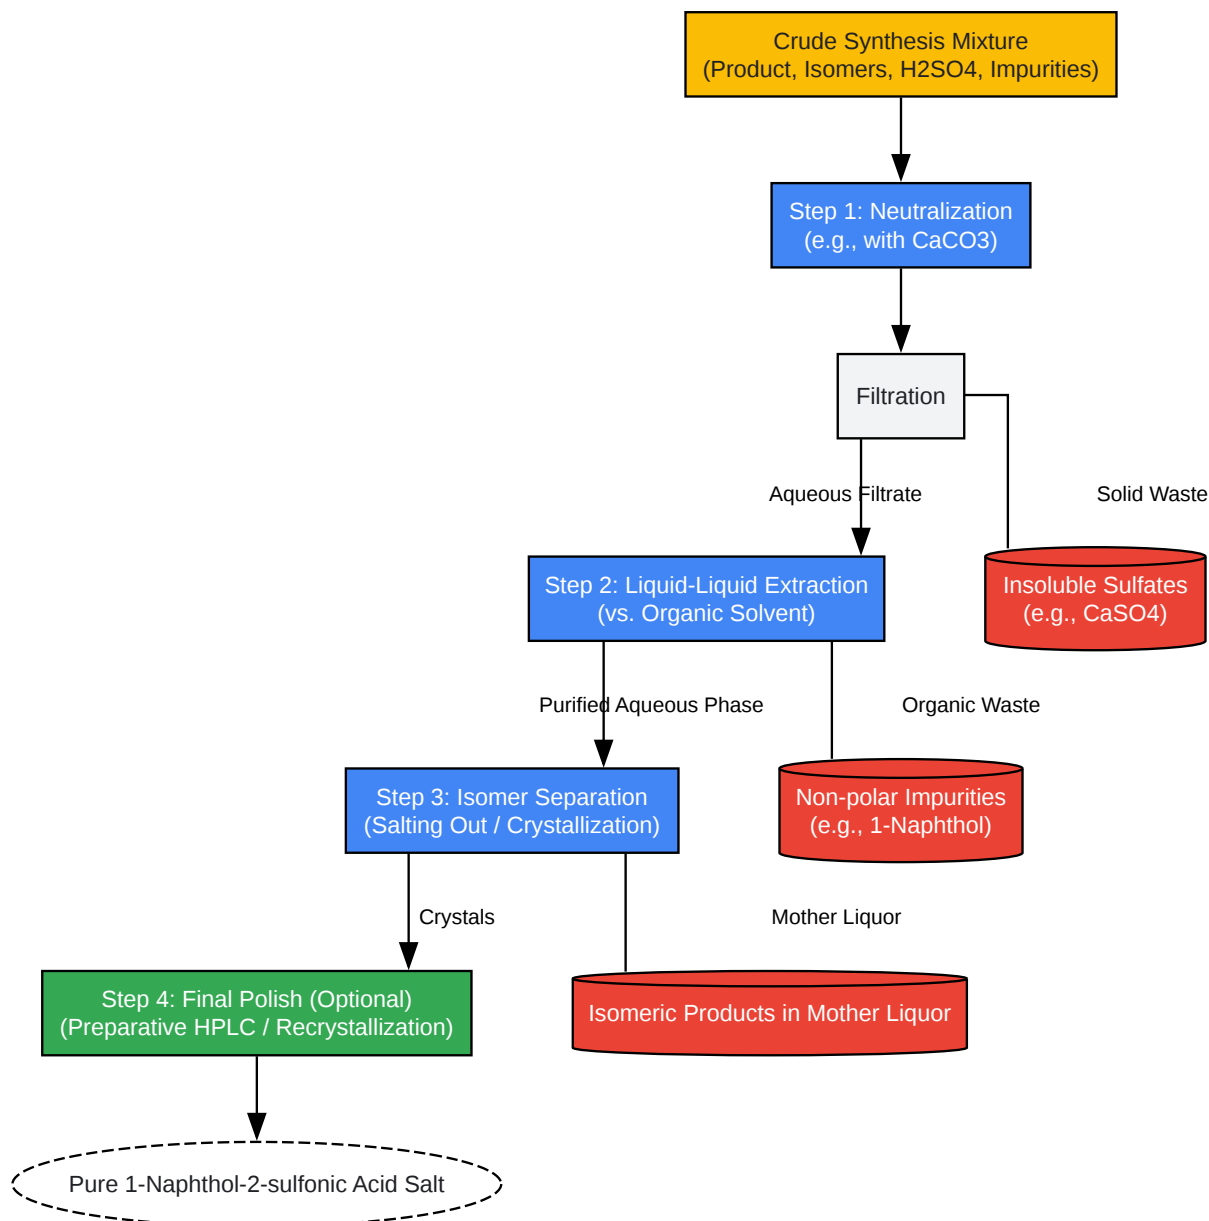 Crude Synthesis Mixture
(Product, Isomers, H2SO4, Impurities)
Step 1: Neutralization
(e.g., with CaCO3)
Filtration
Aqueous Filtrate
Solid Waste
Step 2: Liquid-Liquid Extraction
(vs. Organic Solvent)
Insoluble Sulfates
(e.g., CaSO4)
Purified Aqueous Phase
Organic Waste
Step 3: Isomer Separation
(Salting Out / Crystallization)
Non-polar Impurities
(e.g., 1-Naphthol)
Crystals
Mother Liquor
Step 4: Final Polish (Optional)
(Preparative HPLC / Recrystallization)
Isomeric Products in Mother Liquor
Pure 1-Naphthol-2-sulfonic Acid Salt